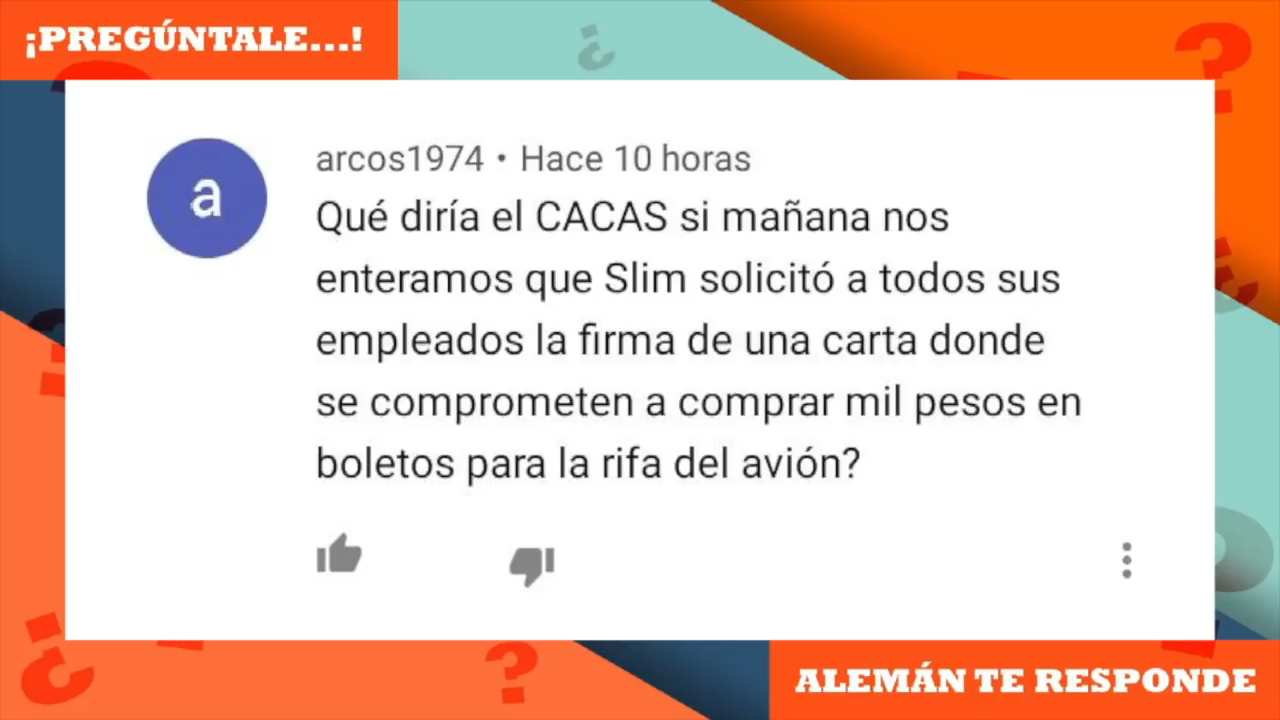 ¡PREGÚNTALE...!
a
arcos1974 • Hace 10 horas
Qué diría el CACAS si mañana nos
enteramos que Slim solicitó a todos sus
empleados la firma de una carta donde
se comprometen a comprar mil pesos en
boletos para la rifa del avión?
ALEMÁN TE RESPONDE